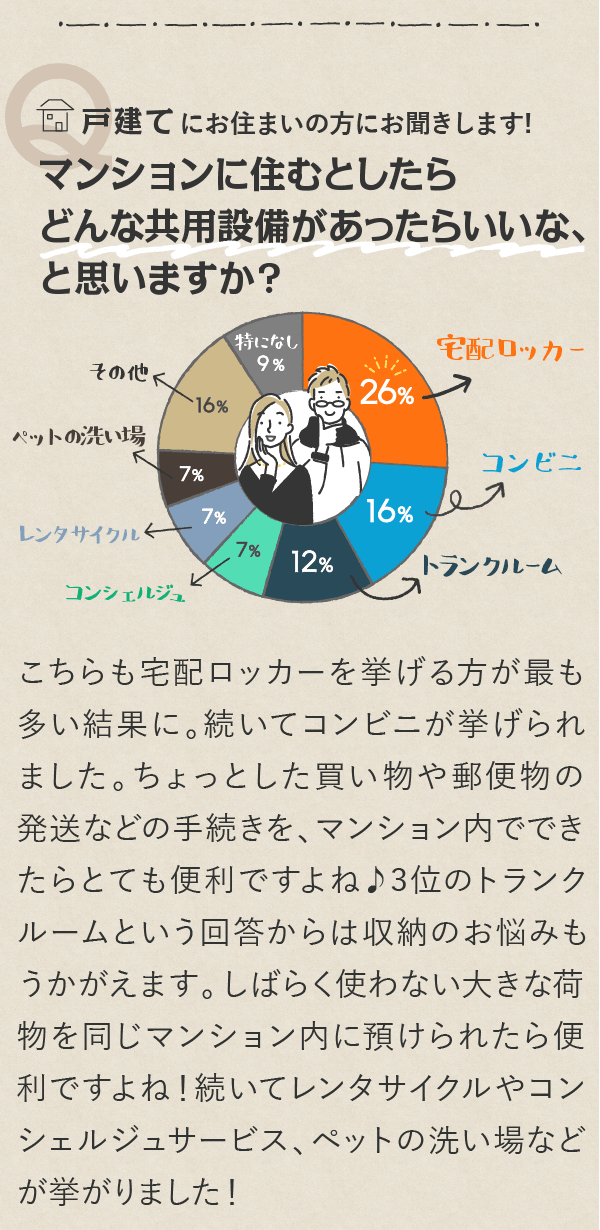 Q
戸建てにお住まいの方にお聞きします!
マンションに住むとしたら
どんな共用設備があったらいいな、
と思いますか?
特になし
9%
宅配ロッカー
26%
その他
16%
ペットの洗い場
7%
コンビニ
16%
レンタサイクル
7%
トランクルーム
12%
コンシェルジュ
7%
こちらも宅配ロッカーを挙げる方が最も
多い結果に。続いてコンビニが挙げられ
ました。ちょっとした買い物や郵便物の
発送などの手続きを、マンション内ででき
たらとても便利ですよね♪3位のトランク
ルームという回答からは収納のお悩みも
うかがえます。しばらく使わない大きな荷
物を同じマンション内に預けられたら便
利ですよね!続いてレンタサイクルやコン
シェルジュサービス、ペットの洗い場など
が挙がりました!